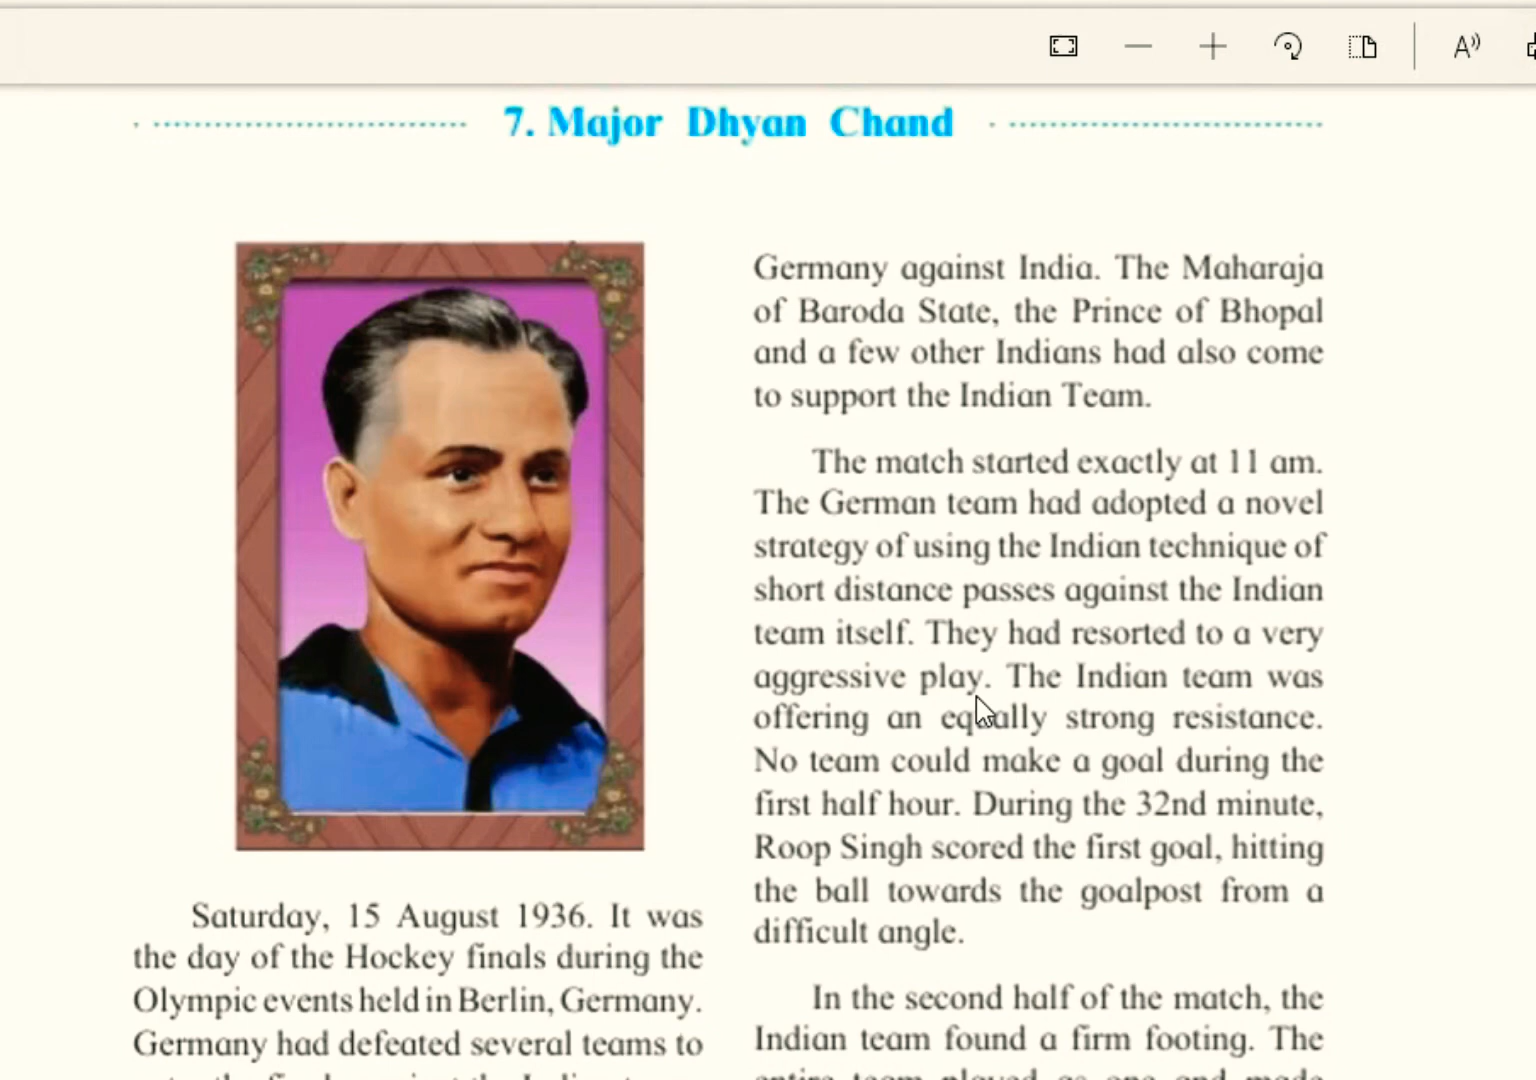 7. Major Dhyan Chand
Saturday, 15 August 1936. It was
the day of the Hockey finals during the
Olympic events held in Berlin, Germany.
Germany had defeated several teams to
Germany against India. The Maharaja
of Baroda State, the Prince of Bhopal
and a few other Indians had also come
to support the Indian Team.
The match started exactly at 11 am.
The German team had adopted a novel
strategy of using the Indian technique of
short distance passes against the Indian
team itself. They had resorted to a very
aggressive play. The Indian team was
offering an equally strong resistance.
No team could make a goal during the
first half hour. During the 32nd minute,
Roop Singh scored the first goal, hitting
the ball towards the goalpost from a
difficult angle.
In the second half of the match, the
Indian team found a firm footing. The
entire team played as one and made